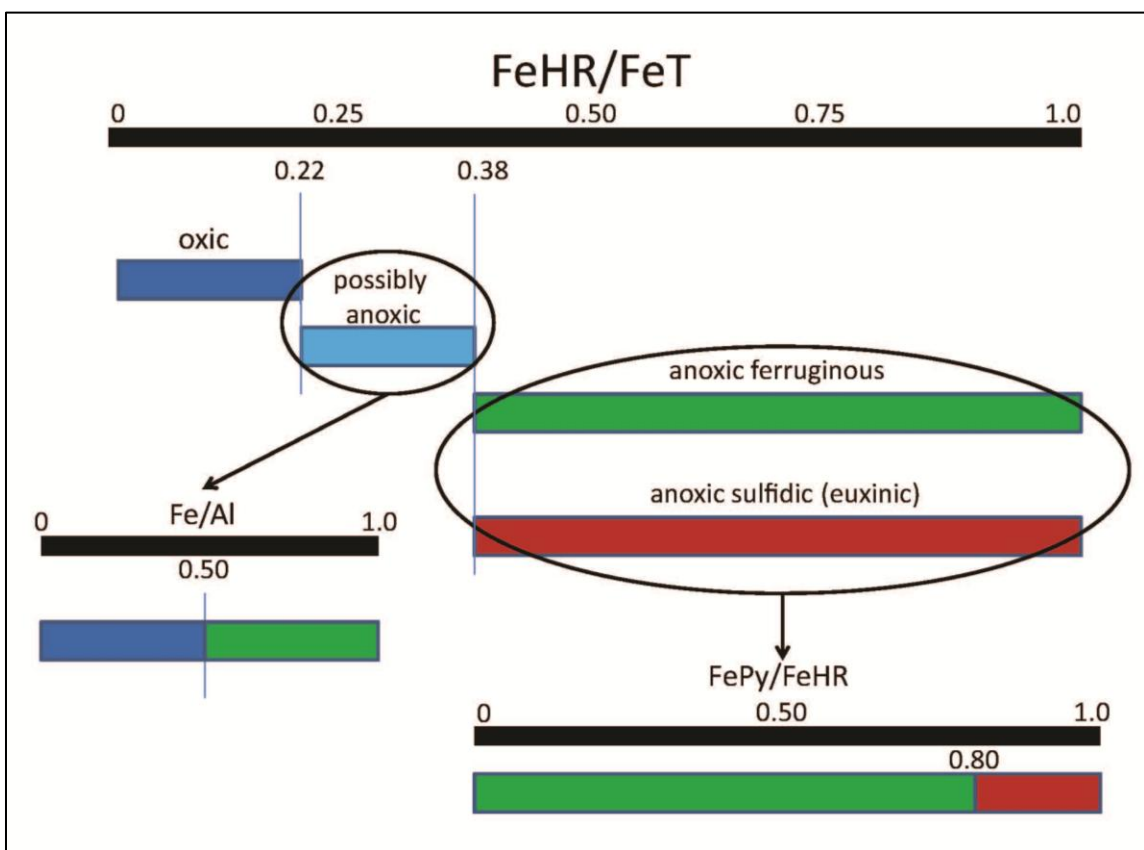 FeHR/FeT
0 0.25 0.50 0.75 1.0
0.22 0.38
oxic
possibly
anoxic
anoxic ferruginous
anoxic sulfidic (euxinic)
Fe/Al
0 1.0
0.50
FePy/FeHR
0 0.50 1.0
0.80